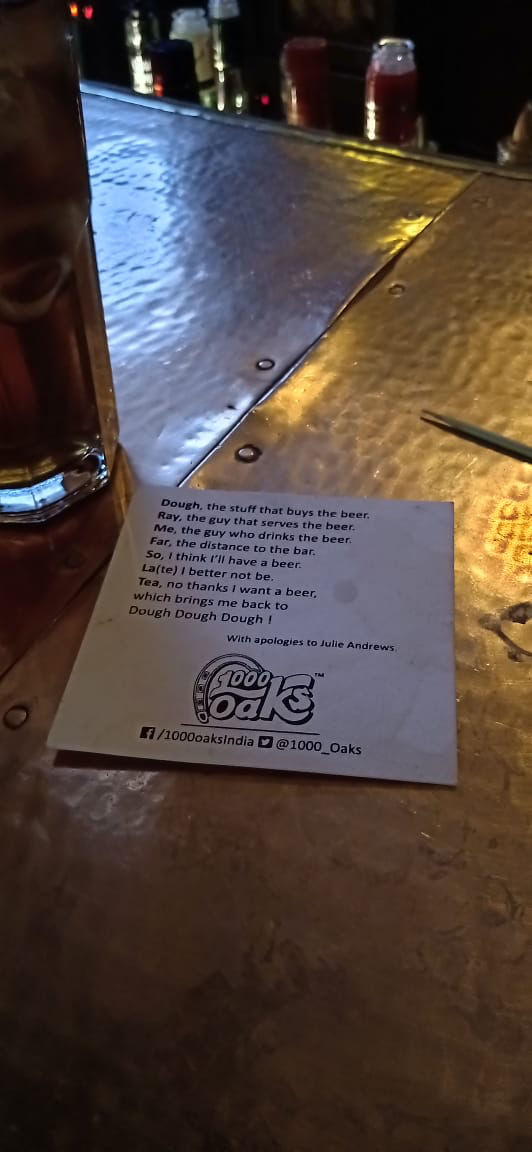 Dough, the stuff that buys the beer.
Ray, the guy that serves the beer.
Me, the guy who drinks the beer.
Far, the distance to the bar.
So, I think I'll have a beer.
La(te) I better not be.
Tea, no thanks I want a beer,
which brings me back to
Dough Dough Dough !
With apologies to Julie Andrews.
1000
Oaks™
/1000oaksIndia @1000_Oaks